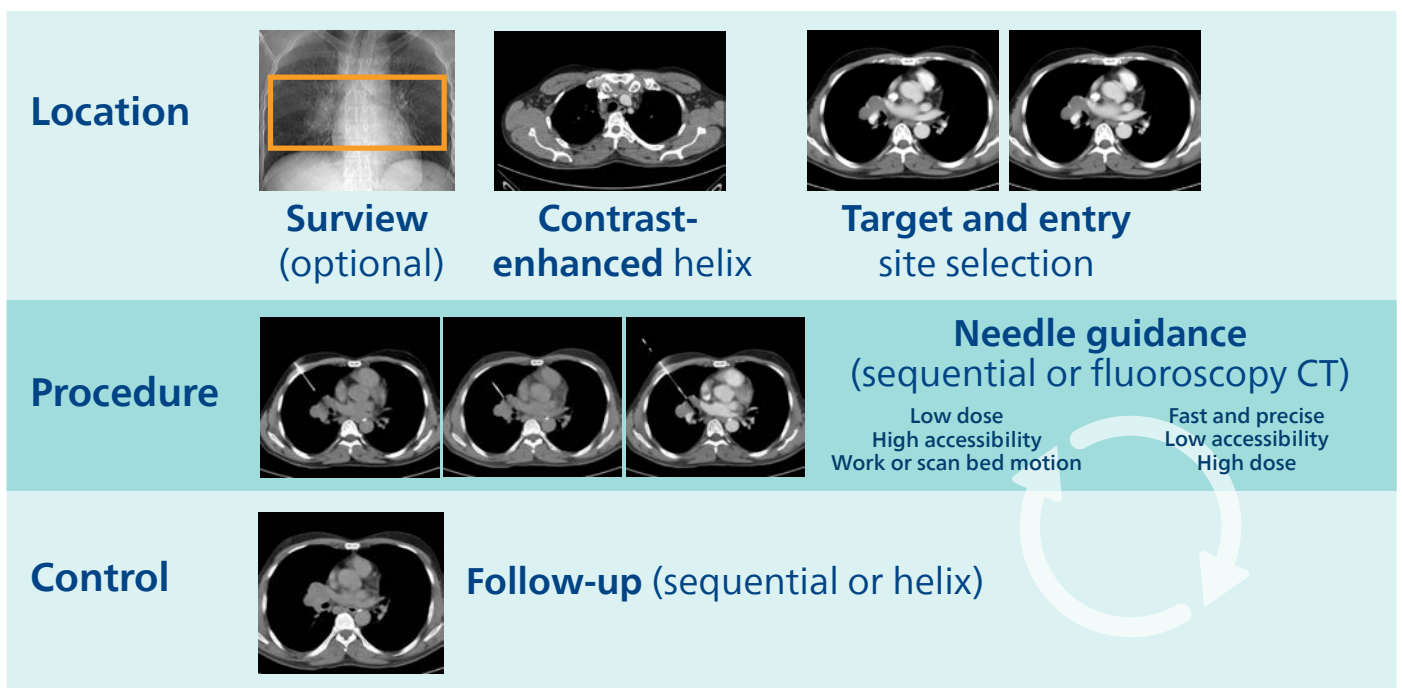 Location
Surview
(optional)
Contrast-
enhanced helix
Target and entry
site selection
Procedure
Needle guidance
(sequential or fluoroscopy CT)
Low dose
High accessibility
Work or scan bed motion
Fast and precise
Low accessibility
High dose
Control
Follow-up (sequential or helix)